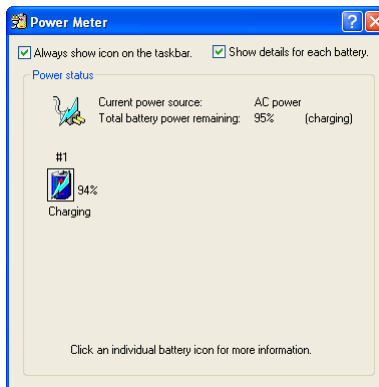 Power Meter
Always show icon on the taskbar. Show details for each battery.
Power status
Current power source: AC power
Total battery power remaining: 95% (charging)
#1
94%
Charging
Click an individual battery icon for more information.